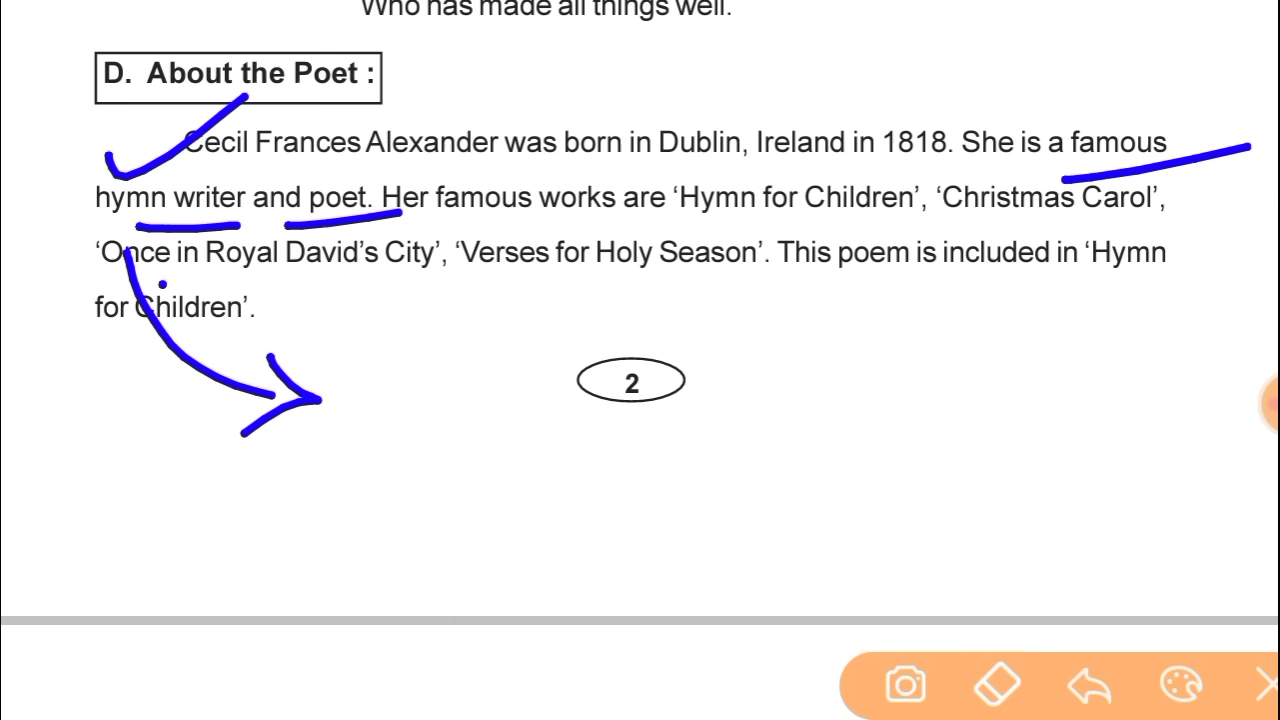 Who has made all things well.
D. About the Poet :
Cecil Frances Alexander was born in Dublin, Ireland in 1818. She is a famous
hymn writer and poet. Her famous works are ‘Hymn for Children’, ‘Christmas Carol’,
‘Once in Royal David’s City’, ‘Verses for Holy Season’. This poem is included in ‘Hymn
for Children’.
2